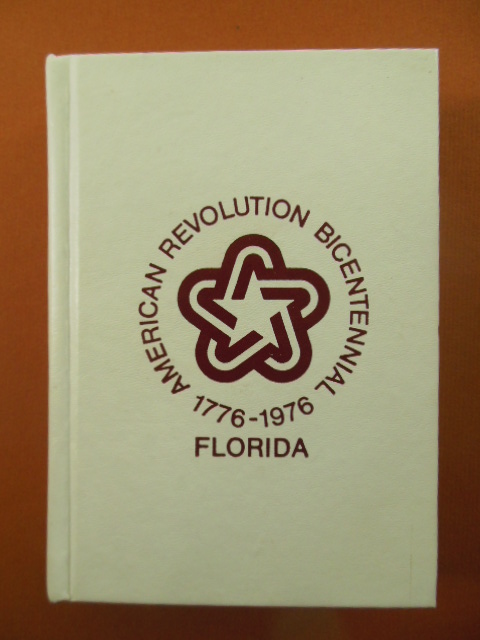 AMERICAN REVOLUTION BICENTENNIAL
1776-1976
FLORIDA